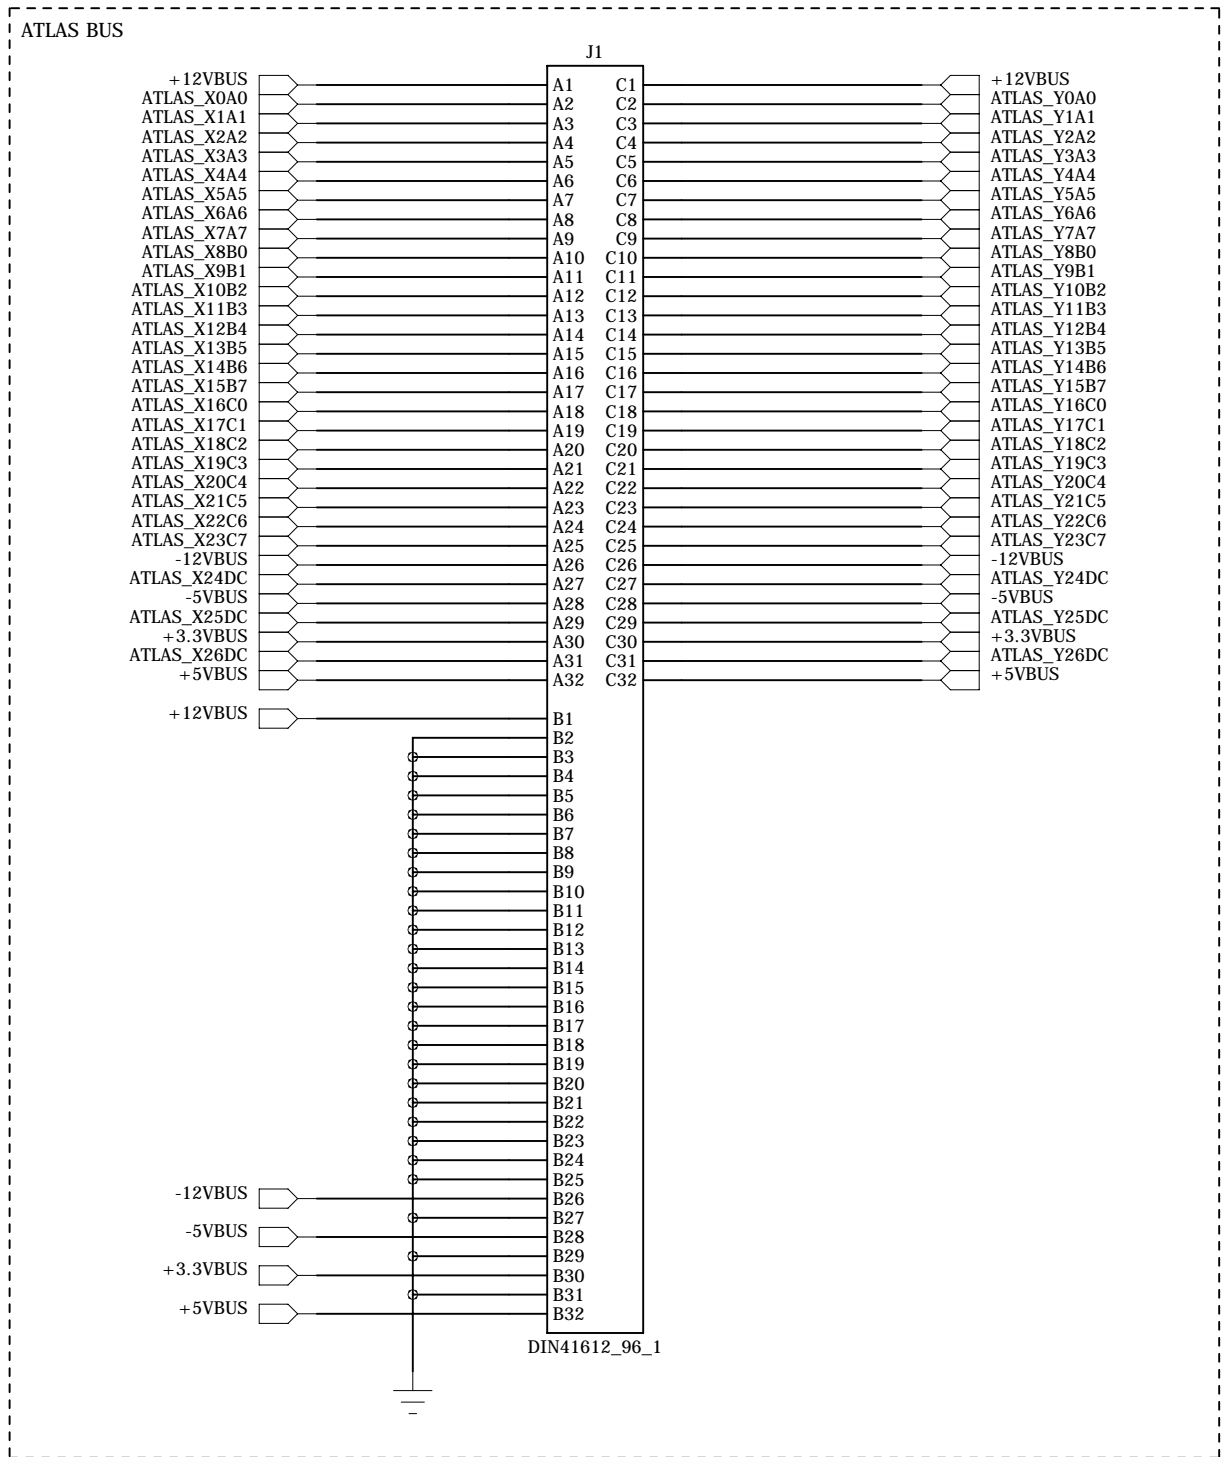 ATLAS BUS
J1
+12VBUS A1 C1 +12VBUS
ATLAS_X0A0 A2 C2 ATLAS_Y0A0
ATLAS_X1A1 A3 C3 ATLAS_Y1A1
ATLAS_X2A2 A4 C4 ATLAS_Y2A2
ATLAS_X3A3 A5 C5 ATLAS_Y3A3
ATLAS_X4A4 A6 C6 ATLAS_Y4A4
ATLAS_X5A5 A7 C7 ATLAS_Y5A5
ATLAS_X6A6 A8 C8 ATLAS_Y6A6
ATLAS_X7A7 A9 C9 ATLAS_Y7A7
ATLAS_X8B0 A10 C10 ATLAS_Y8B0
ATLAS_X9B1 A11 C11 ATLAS_Y9B1
ATLAS_X10B2 A12 C12 ATLAS_Y10B2
ATLAS_X11B3 A13 C13 ATLAS_Y11B3
ATLAS_X12B4 A14 C14 ATLAS_Y12B4
ATLAS_X13B5 A15 C15 ATLAS_Y13B5
ATLAS_X14B6 A16 C16 ATLAS_Y14B6
ATLAS_X15B7 A17 C17 ATLAS_Y15B7
ATLAS_X16C0 A18 C18 ATLAS_Y16C0
ATLAS_X17C1 A19 C19 ATLAS_Y17C1
ATLAS_X18C2 A20 C20 ATLAS_Y18C2
ATLAS_X19C3 A21 C21 ATLAS_Y19C3
ATLAS_X20C4 A22 C22 ATLAS_Y20C4
ATLAS_X21C5 A23 C23 ATLAS_Y21C5
ATLAS_X22C6 A24 C24 ATLAS_Y22C6
ATLAS_X23C7 A25 C25 ATLAS_Y23C7
-12VBUS A26 C26 -12VBUS
ATLAS_X24DC A27 C27 ATLAS_Y24DC
-5VBUS A28 C28 -5VBUS
ATLAS_X25DC A29 C29 ATLAS_Y25DC
+3.3VBUS A30 C30 +3.3VBUS
ATLAS_X26DC A31 C31 ATLAS_Y26DC
+5VBUS A32 C32 +5VBUS
+12VBUS B1
B2
B3
B4
B5
B6
B7
B8
B9
B10
B11
B12
B13
B14
B15
B16
B17
B18
B19
B20
B21
B22
B23
B24
B25
-12VBUS B26
B27
-5VBUS B28
B29
+3.3VBUS B30
B31
+5VBUS B32
DIN41612_96_1